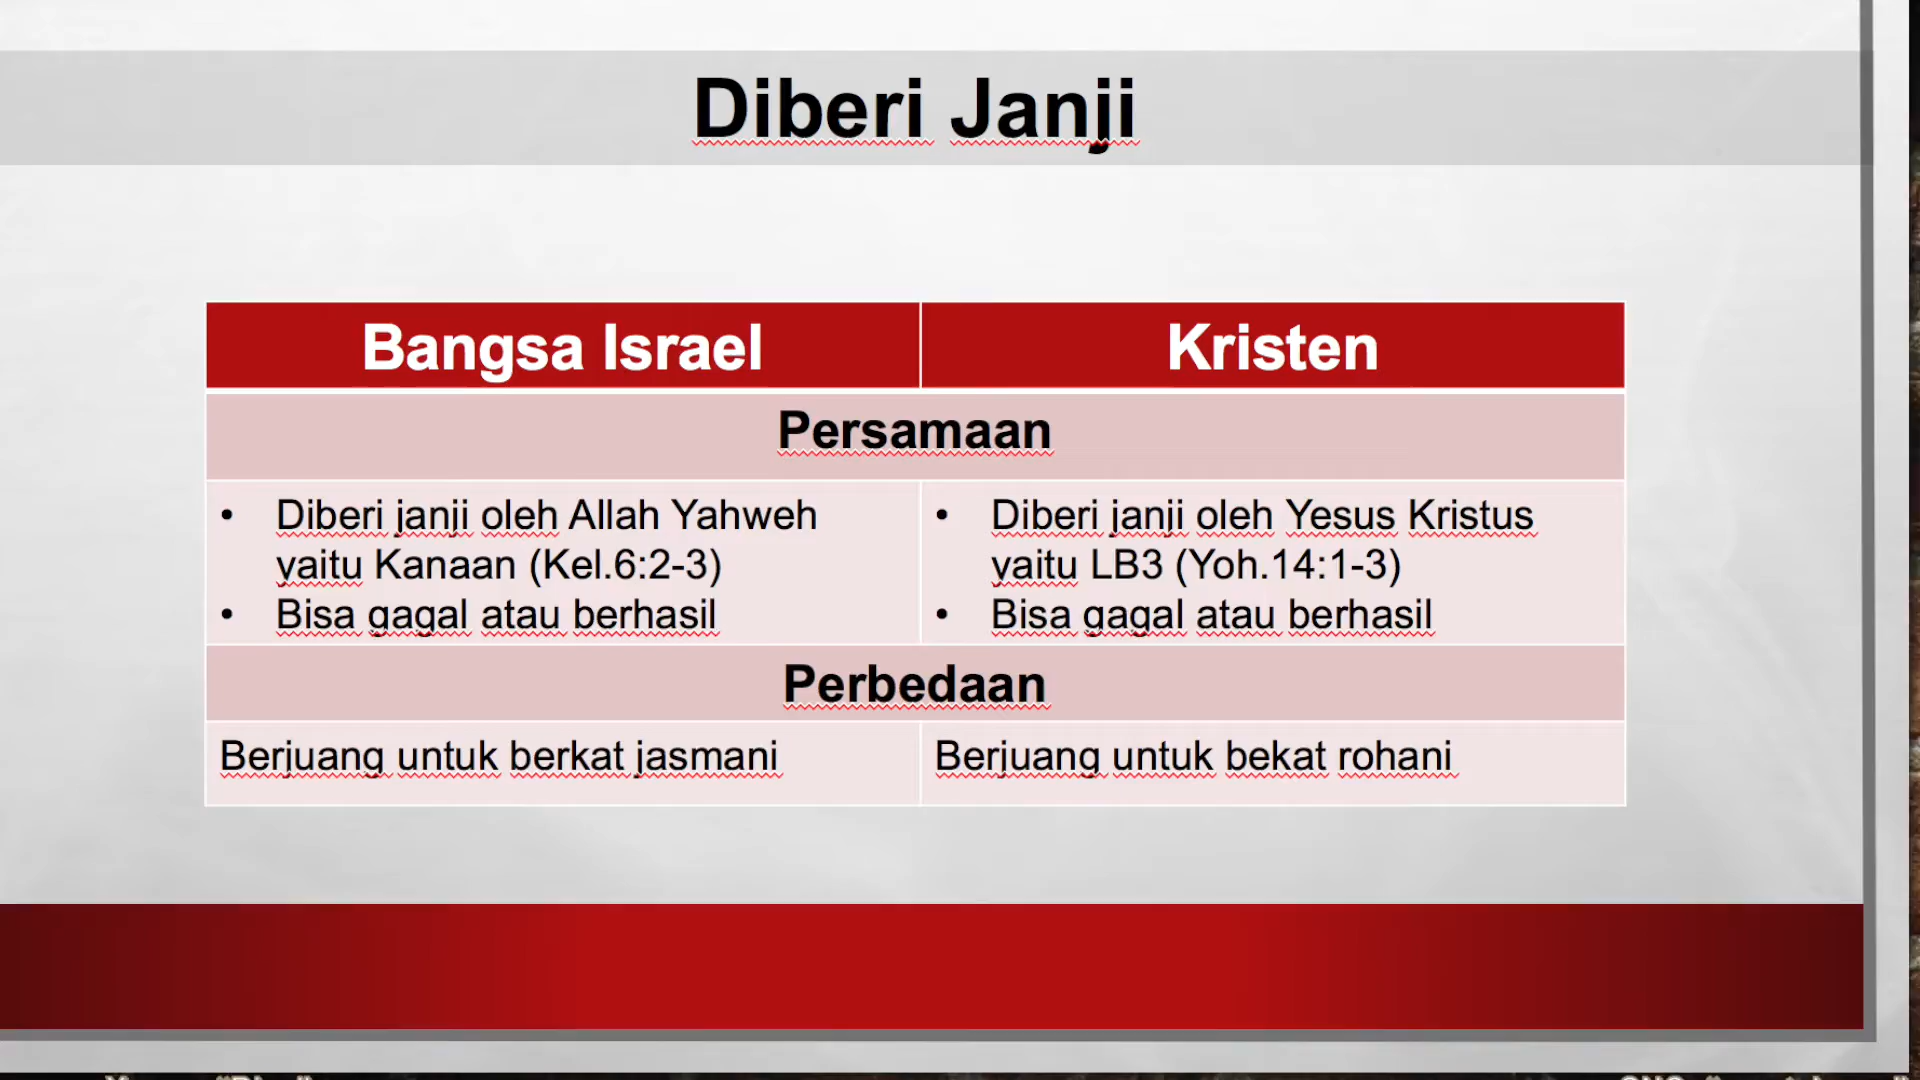 Diberi Janji
Bangsa Israel
Kristen
Persamaan
• Diberi janji oleh Allah Yahweh
yaitu Kanaan (Kel.6:2-3)
• Bisa gagal atau berhasil
• Diberi janji oleh Yesus Kristus
yaitu LB3 (Yoh.14:1-3)
• Bisa gagal atau berhasil
Perbedaan
Berjuang untuk berkat jasmani
Berjuang untuk bekat rohani